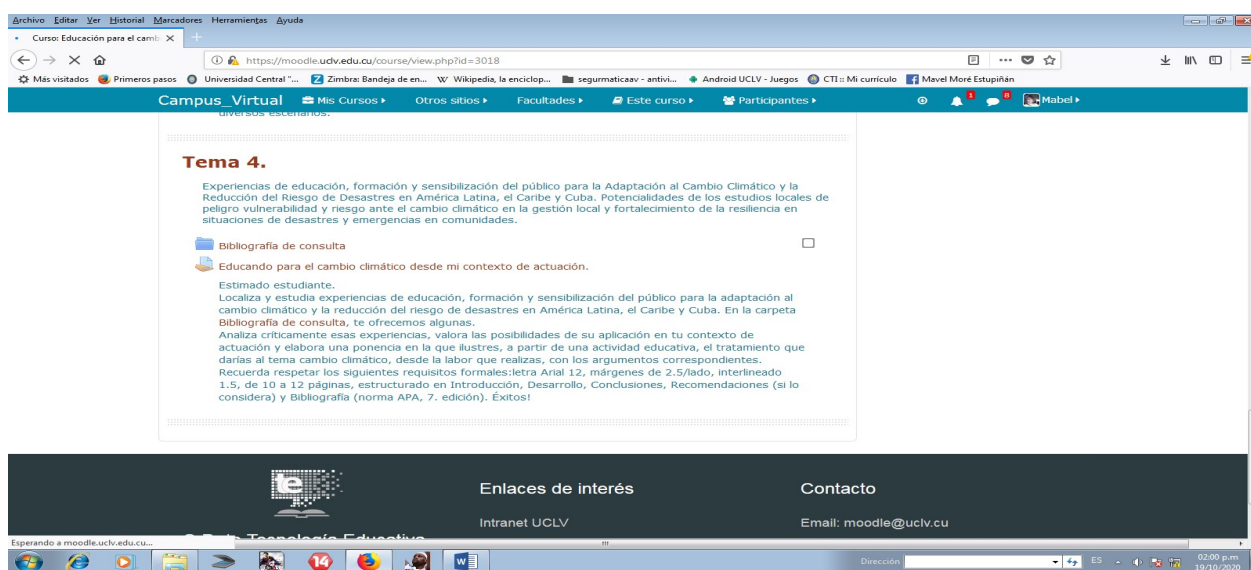 Archivo Editar Ver Historial Marcadores Herramientas Ayuda
Curso: Educación para el camb
https://moodle.uclv.edu.cu/course/view.php?id=3018
Más visitados Primeros pasos Universidad Central "... Zimbra: Bandeja de en... Wikipedia, la enciclop... segurmaticaav - antivi... Android UCLV - Juegos CTI :: Mi currículo Mavel Moré Estupiñán
Campus_Virtual Mis Cursos Otros sitios Facultades Este curso Participantes 1 8 Mabel
diversos escenarios.
Tema 4.
Experiencias de educación, formación y sensibilización del público para la Adaptación al Cambio Climático y la
Reducción del Riesgo de Desastres en América Latina, el Caribe y Cuba. Potencialidades de los estudios locales de
peligro vulnerabilidad y riesgo ante el cambio climático en la gestión local y fortalecimiento de la resiliencia en
situaciones de desastres y emergencias en comunidades.
Bibliografía de consulta
Educando para el cambio climático desde mi contexto de actuación.
Estimado estudiante.
Localiza y estudia experiencias de educación, formación y sensibilización del público para la adaptación al
cambio climático y la reducción del riesgo de desastres en América Latina, el Caribe y Cuba. En la carpeta
Bibliografía de consulta, te ofrecemos algunas.
Analiza críticamente esas experiencias, valora las posibilidades de su aplicación en tu contexto de
actuación y elabora una ponencia en la que ilustres, a partir de una actividad educativa, el tratamiento que
darías al tema cambio climático, desde la labor que realizas, con los argumentos correspondientes.
Recuerda respetar los siguientes requisitos formales:letra Arial 12, márgenes de 2.5/lado, interlineado
1.5, de 10 a 12 páginas, estructurado en Introducción, Desarrollo, Conclusiones, Recomendaciones (si lo
considera) y Bibliografía (norma APA, 7. edición). Éxitos!
te
Enlaces de interés
Contacto
Intranet UCLV
Email: moodle@uclv.cu
Tecnología Educativa
Esperando a moodle.uclv.edu.cu...
14
Dirección
ES
02:00 p.m.
19/10/2020